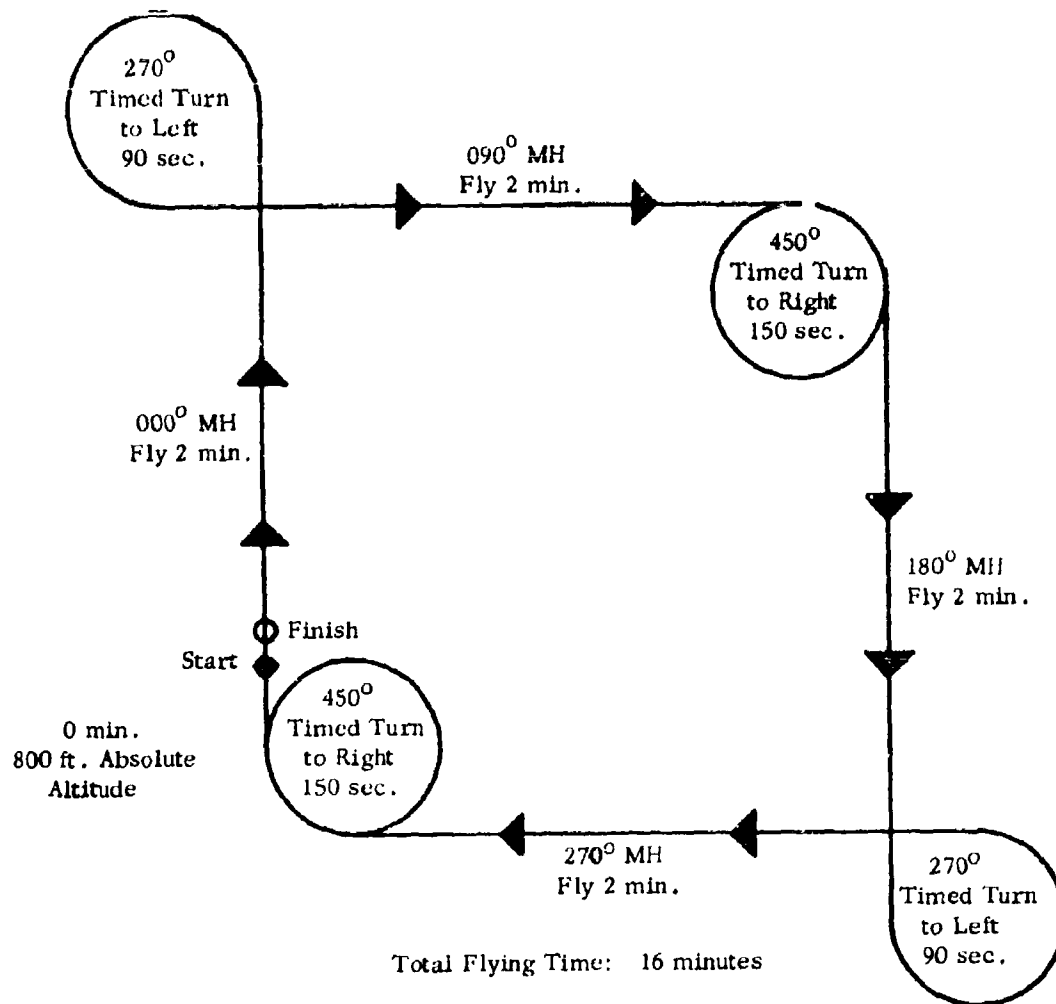 270°
Timed Turn
to Left
90 sec.
090° MH
Fly 2 min.
450°
Timed Turn
to Right
150 sec.
000° MH
Fly 2 min.
180° MH
Fly 2 min.
Finish
Start
0 min.
800 ft. Absolute
Altitude
450°
Timed Turn
to Right
150 sec.
270° MH
Fly 2 min.
270°
Timed Turn
to Left
90 sec.
Total Flying Time: 16 minutes